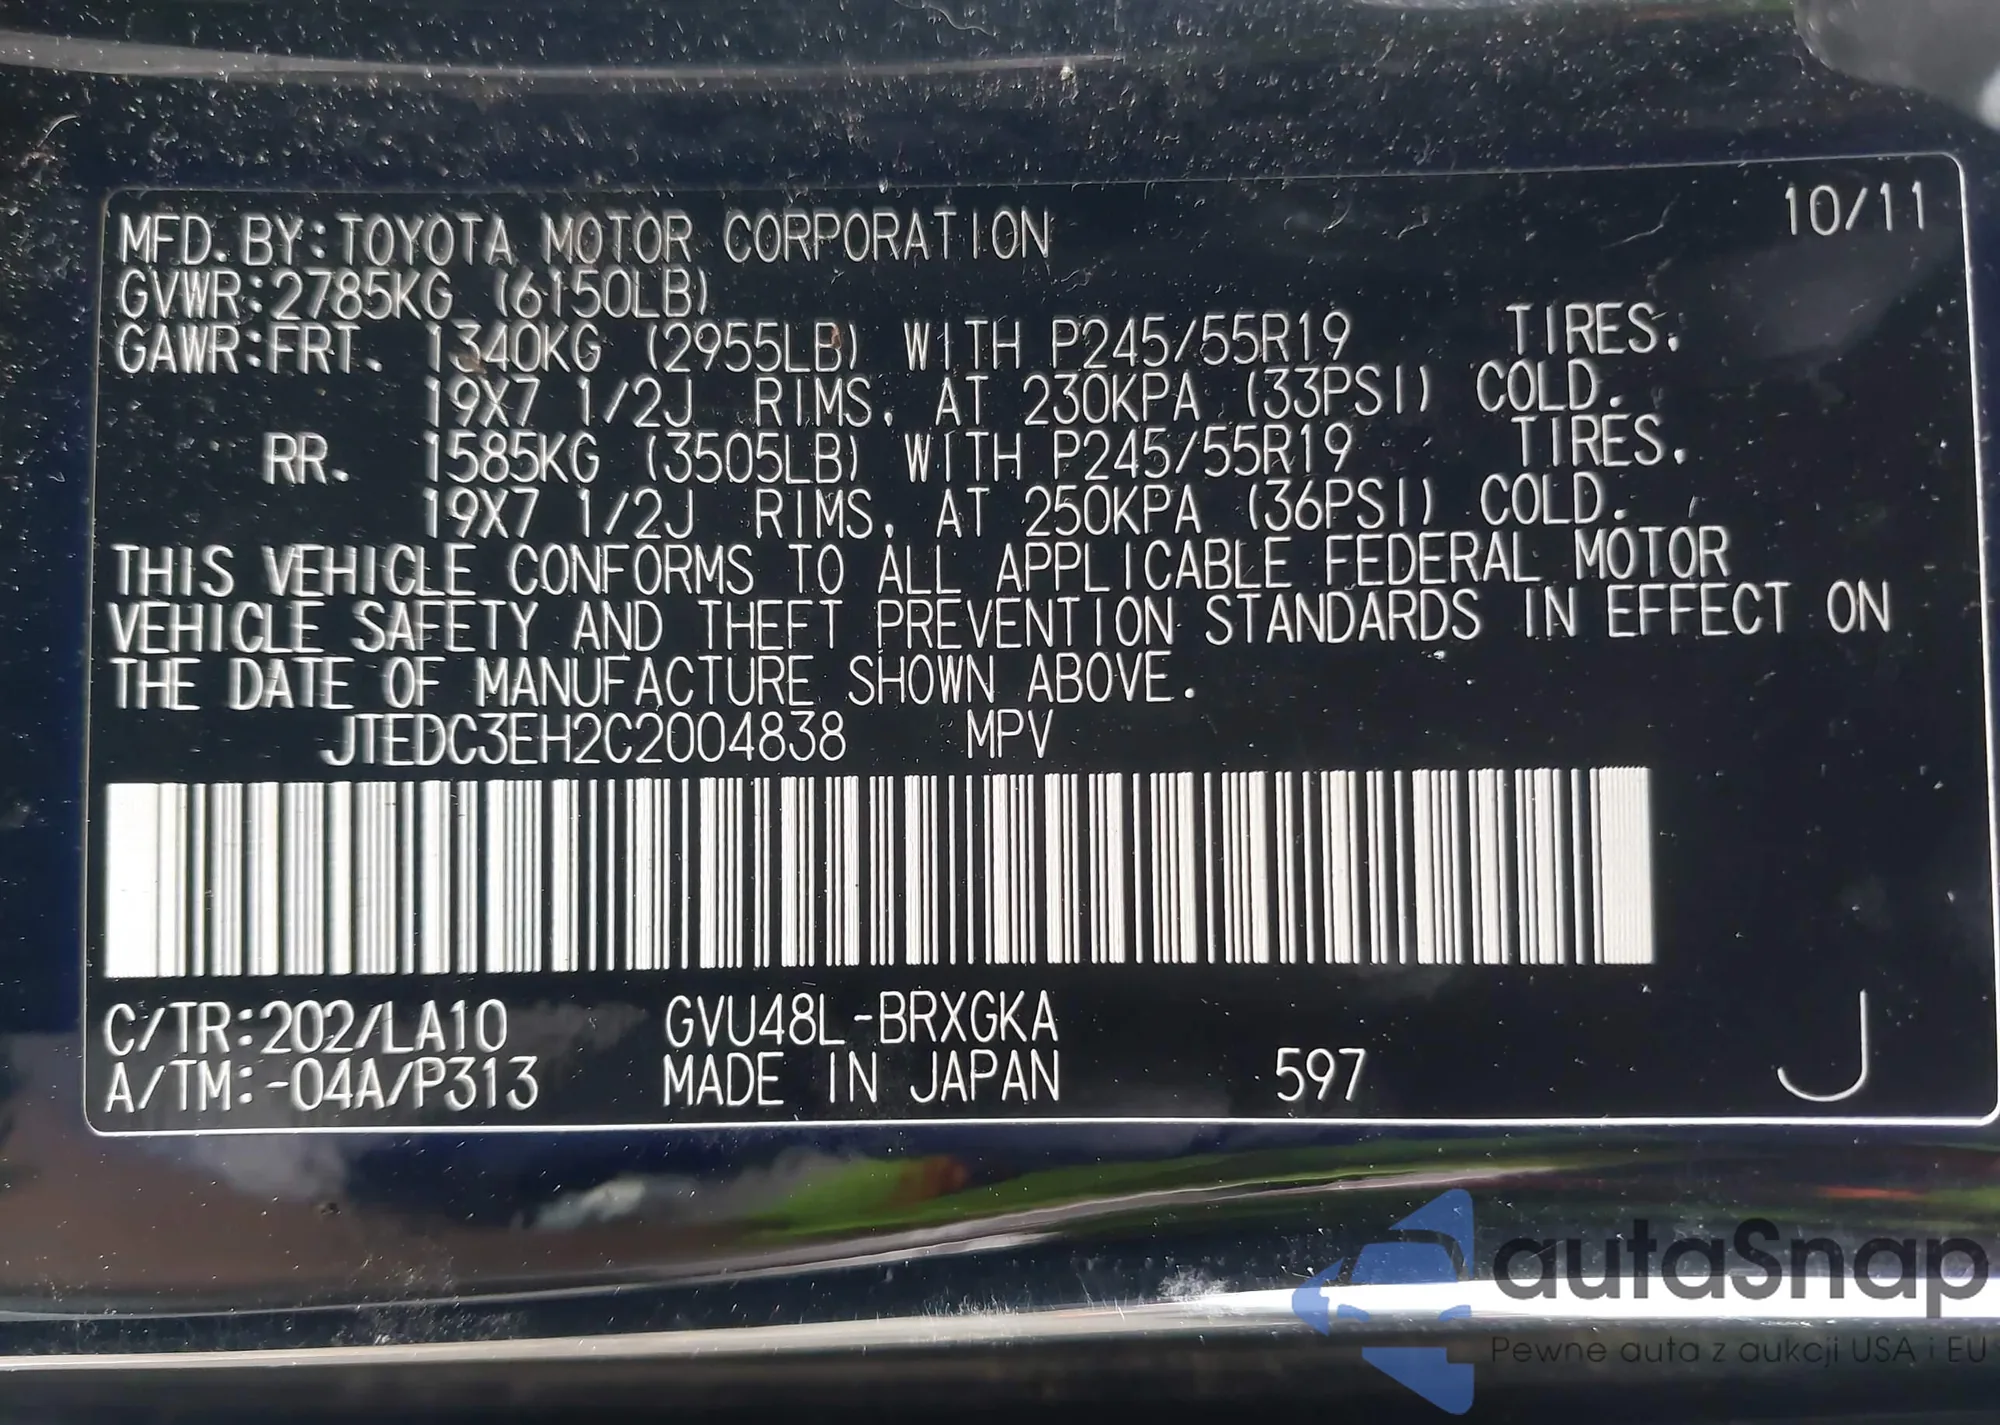 10/11
MFD. BY:TOYOTA MOTOR CORPORATION
GVWR:2785KG (6150LB)
GAWR:FRT. 1340KG (2955LB) WITH P245/55R19 TIRES.
19X7 1/2J RIMS, AT 230KPA (33PSI) COLD.
RR. 1585KG (3505LB) WITH P245/55R19 TIRES.
19X7 1/2J RIMS, AT 250KPA (36PSI) COLD.
THIS VEHICLE CONFORMS TO ALL APPLICABLE FEDERAL MOTOR
VEHICLE SAFETY AND THEFT PREVENTION STANDARDS IN EFFECT ON
THE DATE OF MANUFACTURE SHOWN ABOVE.
JTEDC3EH2C2004838 MPV
C/TR:202/LA10 GVU48L-BRXGKA
A/TM:-04A/P313 MADE IN JAPAN 597 J
autaSnap
Pewne auta z aukcji USA i EU